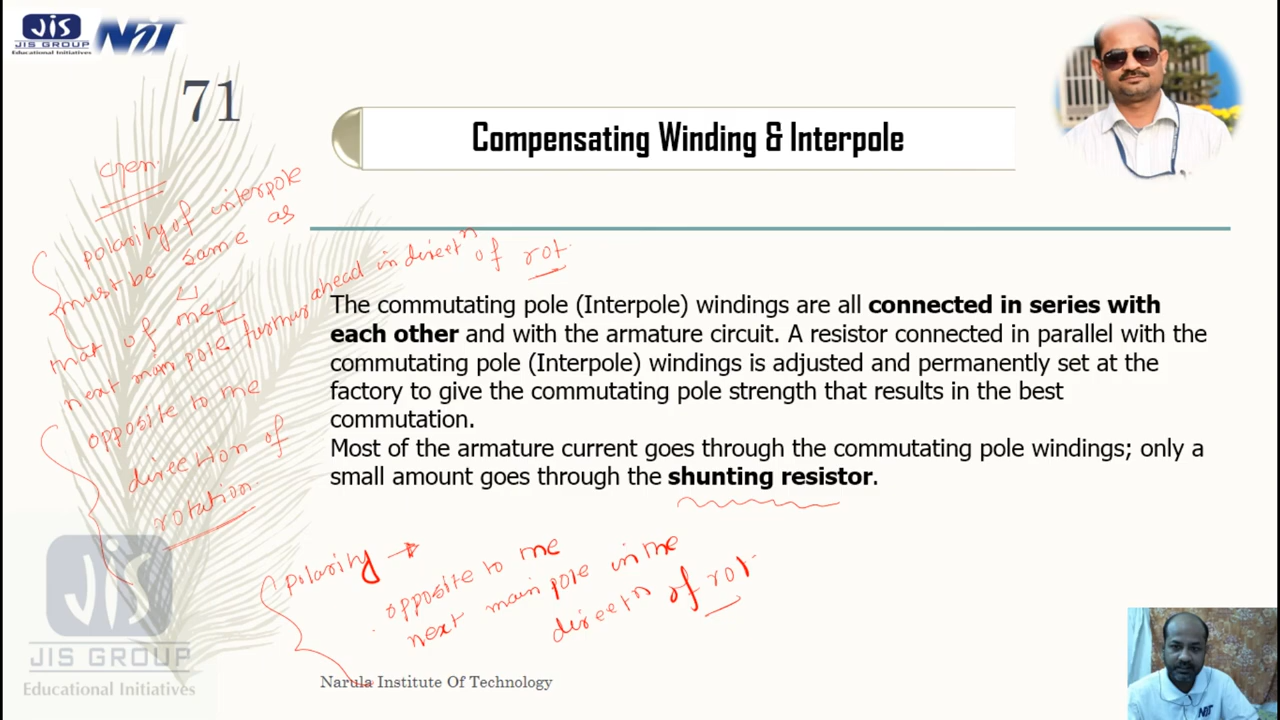 JIS
JIS GROUP
Educational Initiatives
NiT
71
Compensating Winding & Interpole
Gen.
polarity of interpole
must be same as
that of the
next main pole further ahead in directn of rot.
opposite to the
direction of
rotation.
The commutating pole (Interpole) windings are all connected in series with
each other and with the armature circuit. A resistor connected in parallel with the
commutating pole (Interpole) windings is adjusted and permanently set at the
factory to give the commutating pole strength that results in the best
commutation.
Most of the armature current goes through the commutating pole windings; only a
small amount goes through the shunting resistor.
polarity →
opposite to the
next main pole in the
directn of rot.
JIS
JIS GROUP
Educational Initiatives
Narula Institute Of Technology
NiT